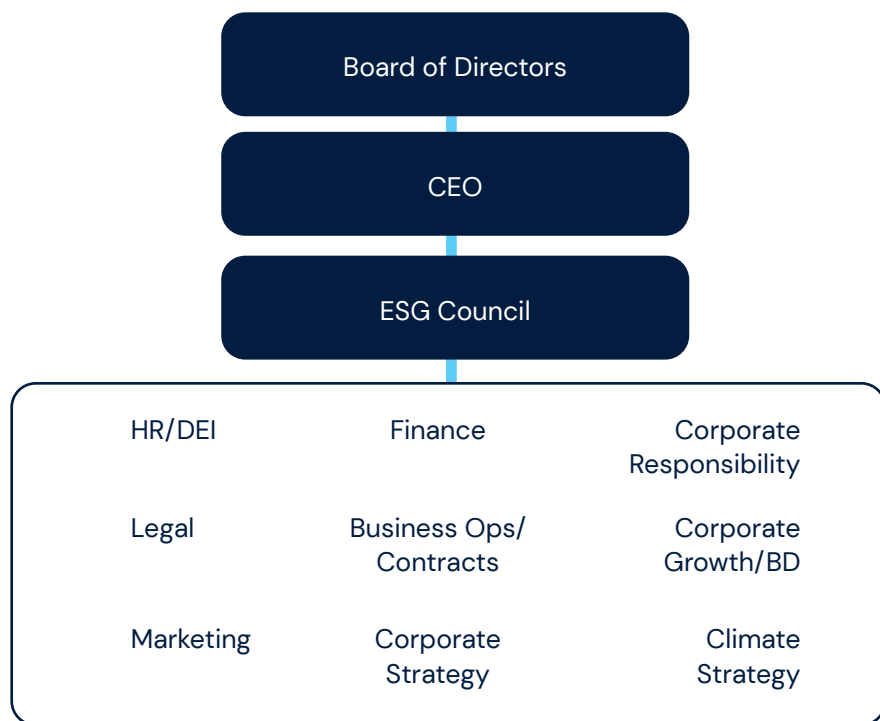 Board of Directors
CEO
ESG Council
HR/DEI
Finance
Corporate
Responsibility
Legal
Business Ops/
Contracts
Corporate
Growth/BD
Marketing
Corporate
Strategy
Climate
Strategy